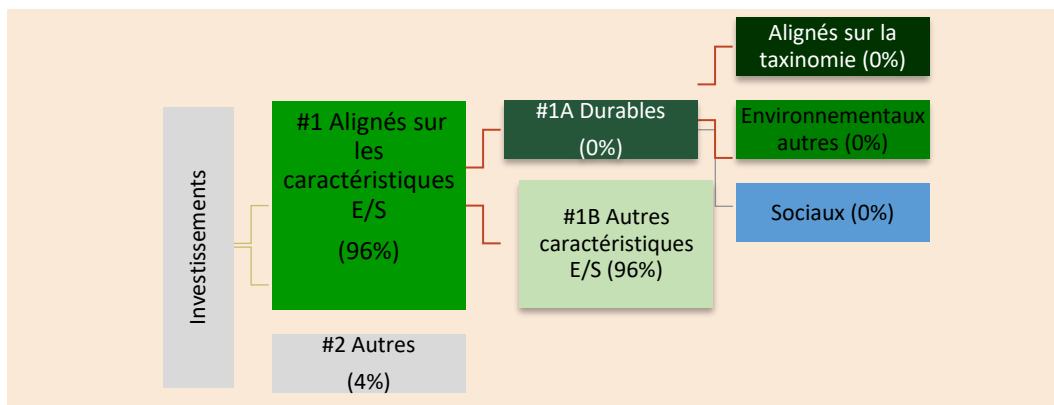 Investissements
#1 Alignés sur
les
caractéristiques
E/S
(96%)
#2 Autres
(4%)
#1A Durables
(0%)
#1B Autres
caractéristiques
E/S (96%)
Alignés sur la
taxinomie (0%)
Environnementaux
autres (0%)
Sociaux (0%)